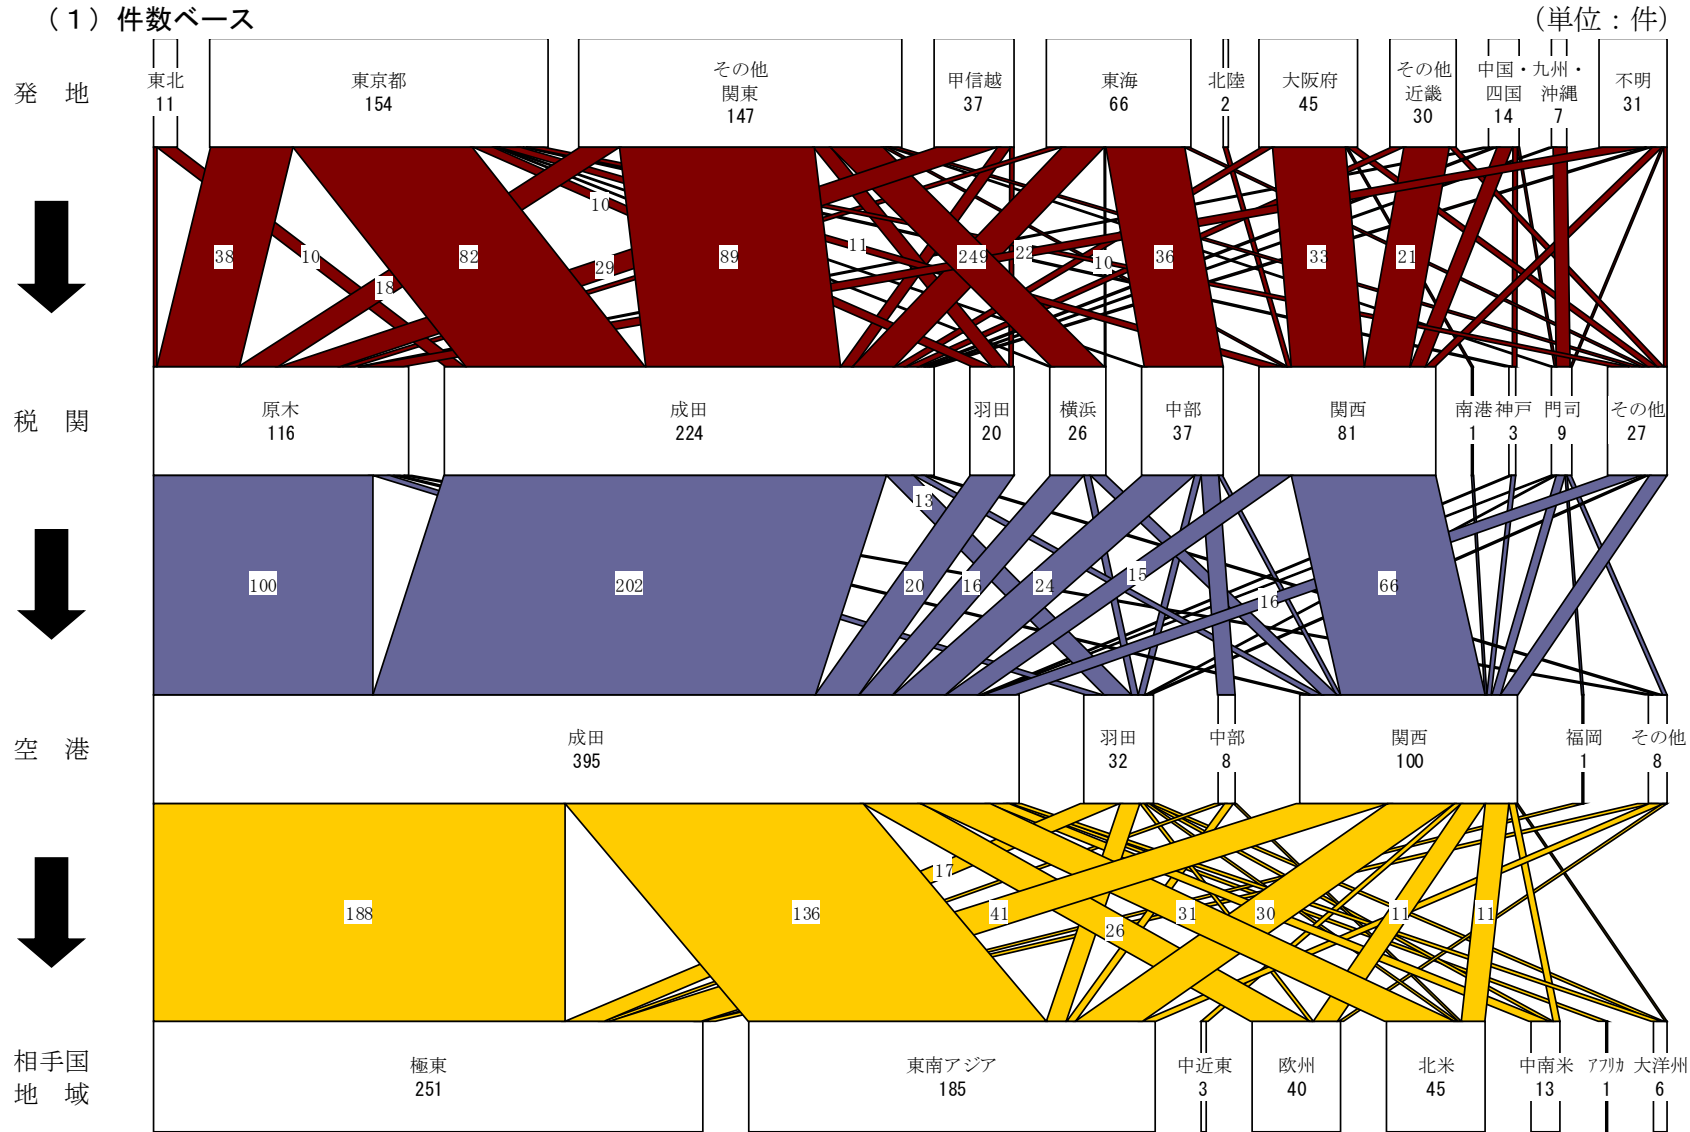 (1) 件数ベース
(単位:件)
発 地
東北
11
東京都
154
その他
関東
147
甲信越
37
東海
66
北陸
2
大阪府
45
その他
近畿
30
中国・
四国
14
九州・
沖縄
7
不明
31
38
10
18
82
10
29
89
11
249
22
10
36
33
21
税 関
原木
116
成田
224
羽田
20
横浜
26
中部
37
関西
81
南港
1
神戸
3
門司
9
その他
27
100
202
13
20
16
24
15
16
66
空 港
成田
395
羽田
32
中部
8
関西
100
福岡
1
その他
8
188
136
17
41
26
31
30
11
11
相手国
地 域
極東
251
東南アジア
185
中近東
3
欧州
40
北米
45
中南米
13
アフリカ
1
大洋州
6